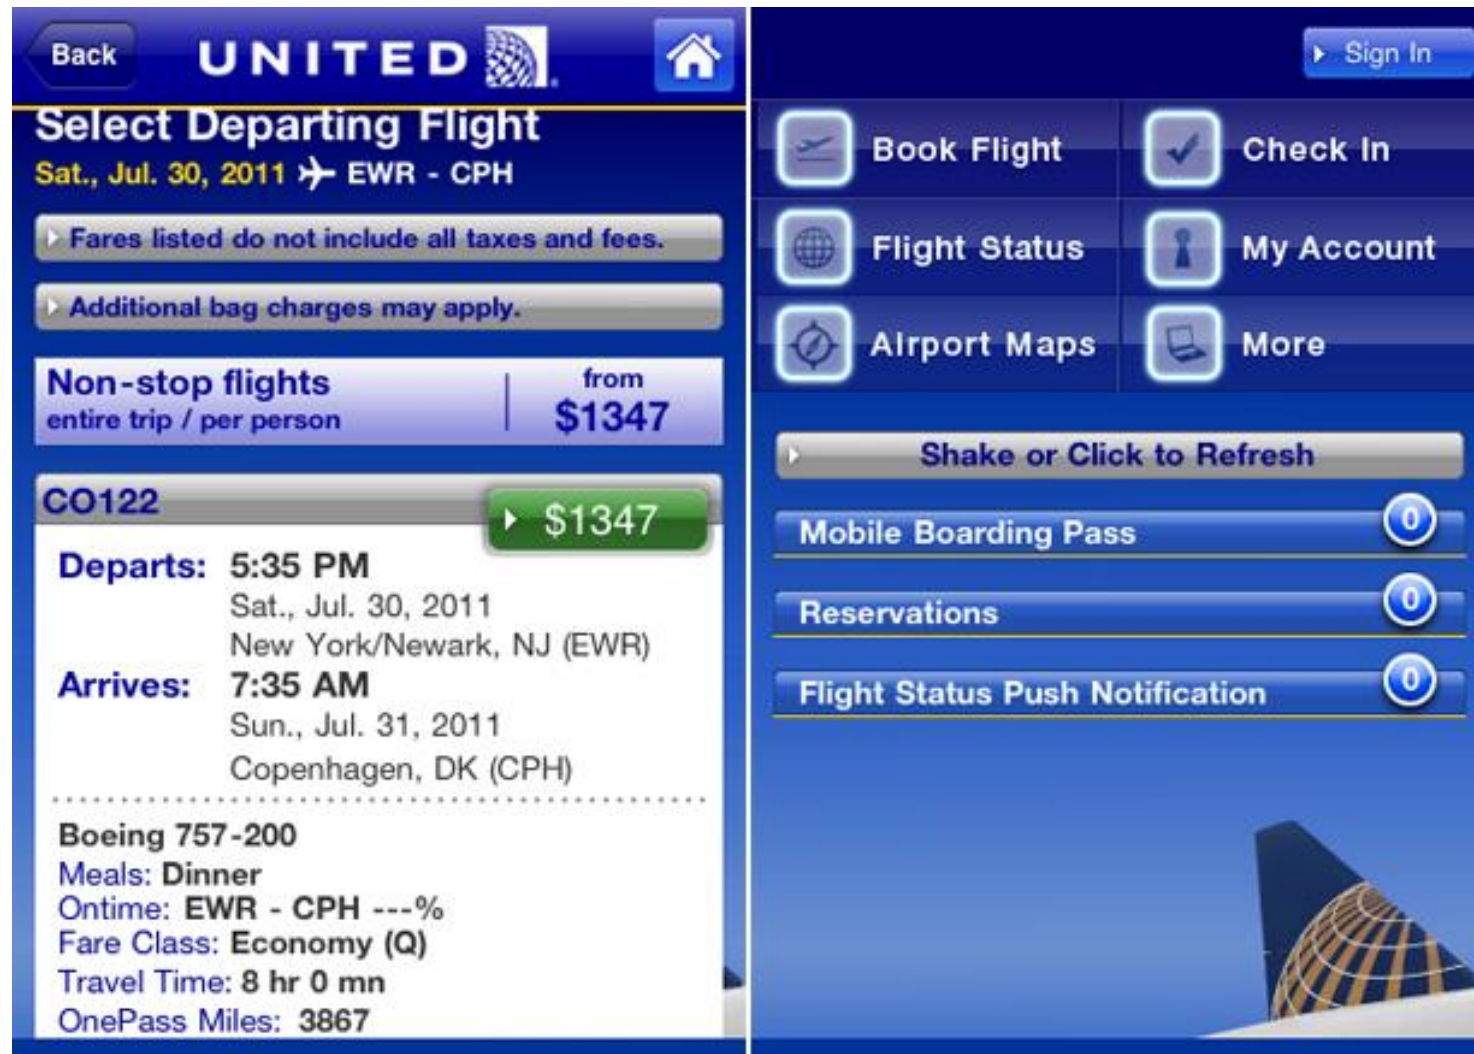 Back
UNITED
Select Departing Flight
Sat., Jul. 30, 2011 EWR - CPH
Fares listed do not include all taxes and fees.
Additional bag charges may apply.
Non-stop flights
entire trip / per person
from
$1347
CO122
$1347
Departs: 5:35 PM
Sat., Jul. 30, 2011
New York/Newark, NJ (EWR)
Arrives: 7:35 AM
Sun., Jul. 31, 2011
Copenhagen, DK (CPH)
Boeing 757-200
Meals: Dinner
Ontime: EWR - CPH ---%
Fare Class: Economy (Q)
Travel Time: 8 hr 0 mn
OnePass Miles: 3867
Sign In
Book Flight
Check In
Flight Status
My Account
Airport Maps
More
Shake or Click to Refresh
Mobile Boarding Pass 0
Reservations 0
Flight Status Push Notification 0